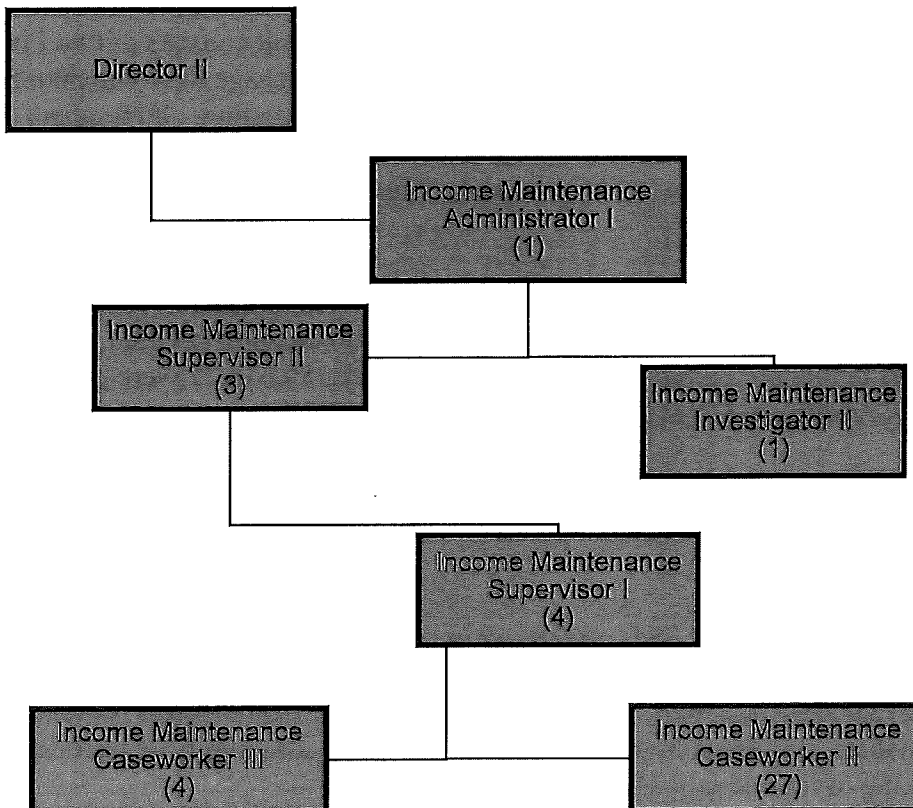 Director II
Income Maintenance
Administrator I
(1)
Income Maintenance
Supervisor II
(3)
Income Maintenance
Investigator II
(1)
Income Maintenance
Supervisor I
(4)
Income Maintenance
Caseworker III
(4)
Income Maintenance
Caseworker II
(27)